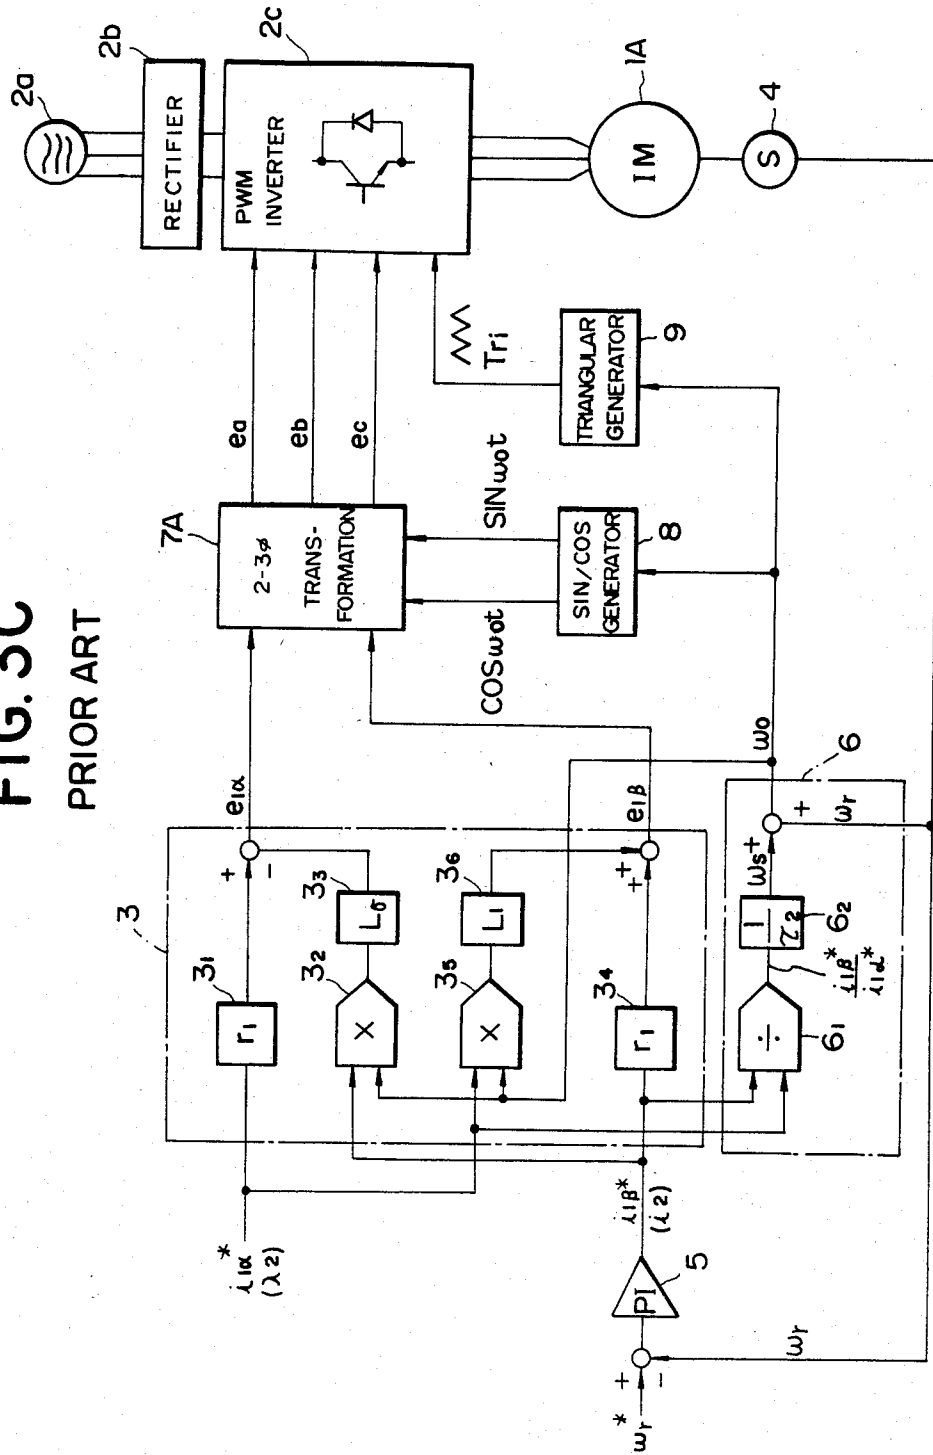 FIG. 3C
PRIOR ART
2a
2b
RECTIFIER
2c
PWM
INVERTER
1A
IM
4
S
ea
eb
ec
Tri
TRIANGULAR
GENERATOR
9
7A
2-3φ
TRANS-
FORMATION
SINωot
COSωot
SIN/COS
GENERATOR
8
e1α
e1β
ωo
6
3
+
-
31
r1
33
Lσ
32
X
36
L1
35
X
+
+
34
r1
ωs+
+
ωr
1/τ2
62
i1β*/i1α*
÷
61
i1α*
(λ2)
i1β*
(i2)
PI
5
ωr*
+
-
ωr